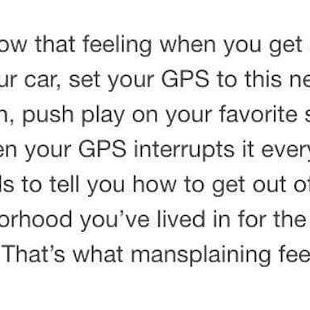 ow that feeling when you get
ur car, set your GPS to this ne
n, push play on your favorite s
en your GPS interrupts it ever
ds to tell you how to get out o
orhood you've lived in for the
That's what mansplaining fee